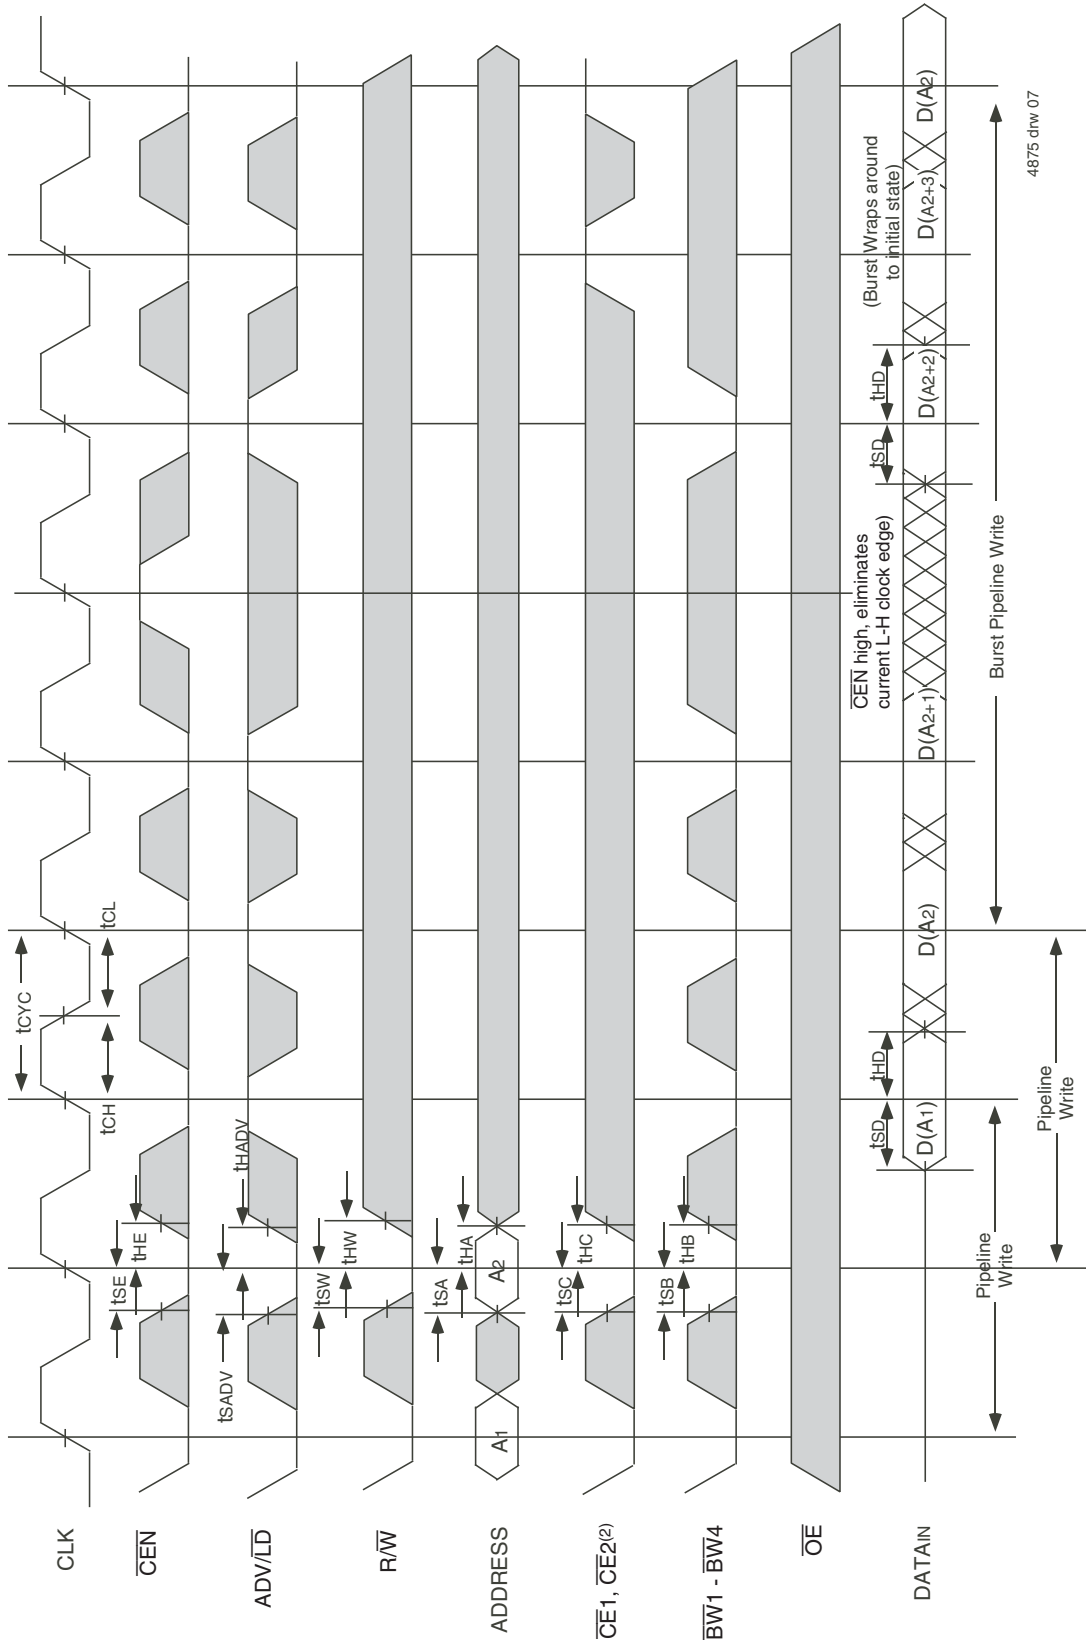 CLK
tCYC
tCH
tCL
CEN
tSE
tHE
ADV/LD
tSADV
tHADV
R/W
tSW
tHW
ADDRESS
A1
A2
tSA
tHA
CE1, CE2(2)
tSC
tHC
BW1 - BW4
tSB
tHB
OE
CEN high, eliminates
current L-H clock edge)
(Burst Wraps around
to initial state)
tSD
tHD
tSD
tHD
DATAIN
D(A1)
D(A2)
D(A2+1)
D(A2+2)
D(A2+3)
D(A2)
Pipeline
Write
Burst Pipeline Write
Pipeline
Write
4875 drw 07